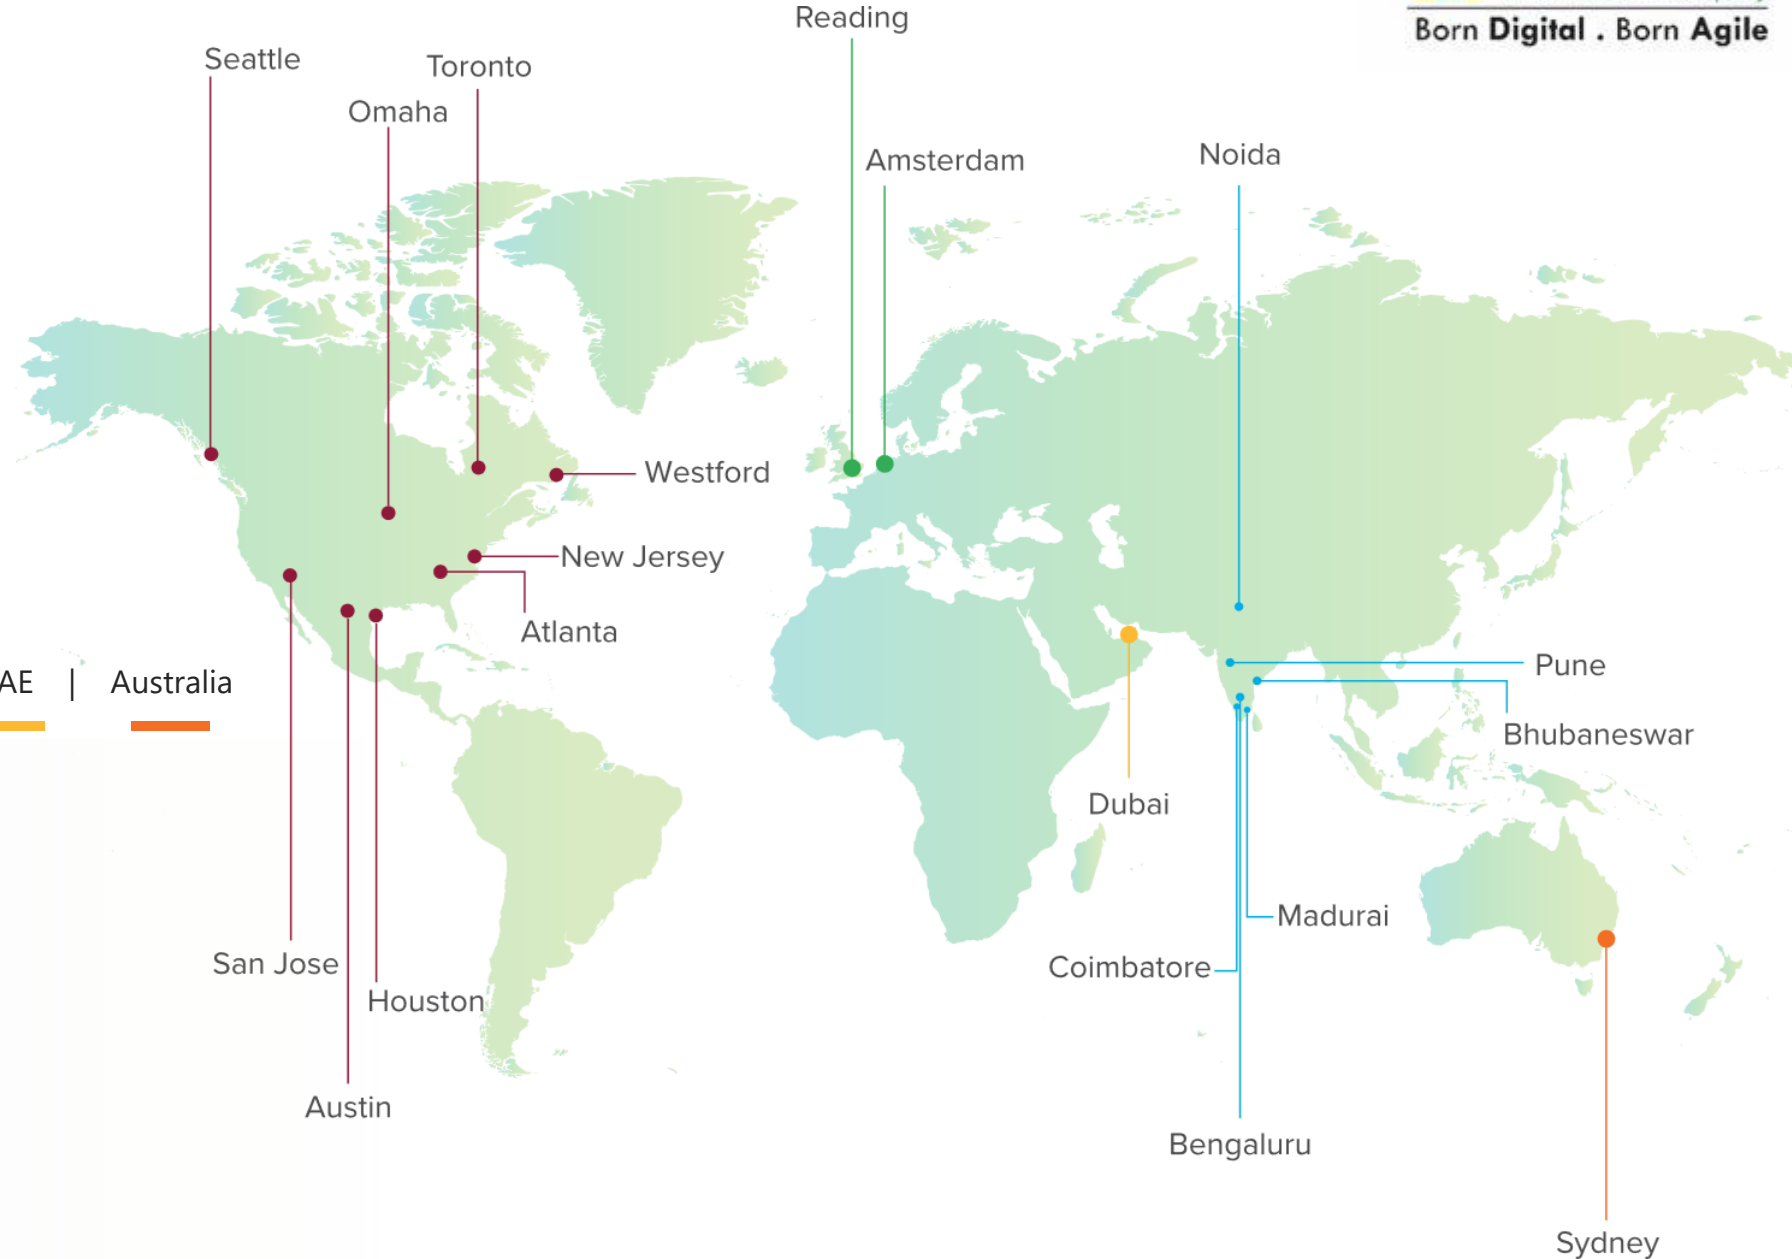 Reading
Born Digital . Born Agile
Seattle
Toronto
Omaha
Noida
Amsterdam
Westford
New Jersey
Atlanta
Pune
AE | Australia
Bhubaneswar
Dubai
Madurai
San Jose
Coimbatore
Houston
Austin
Bengaluru
Sydney